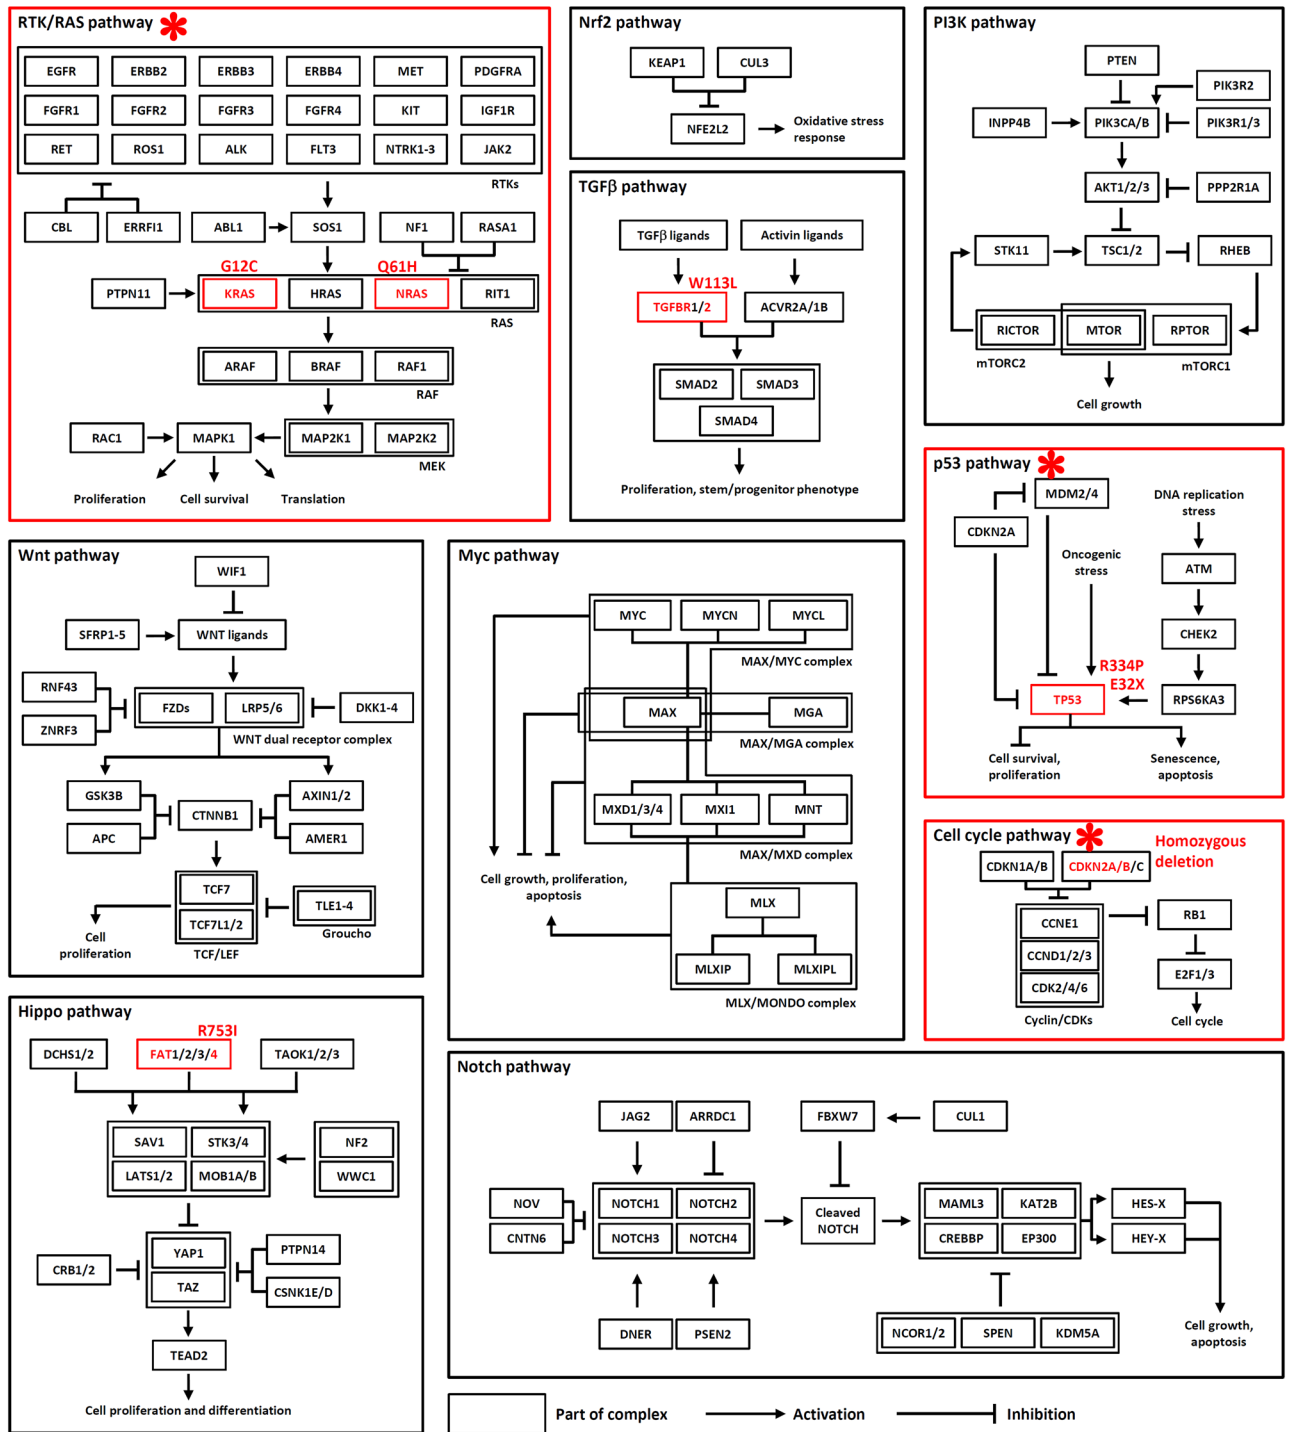 RTK/RAS pathway *
EGFR ERBB2 ERBB3 ERBB4 MET PDGFRA
FGFR1 FGFR2 FGFR3 FGFR4 KIT IGF1R
RET ROS1 ALK FLT3 NTRK1-3 JAK2
RTKs
CBL ERRFI1 ABL1 SOS1 NF1 RASA1
G12C Q61H
PTPN11 KRAS HRAS NRAS RIT1
RAS
ARAF BRAF RAF1
RAF
RAC1 MAPK1 MAP2K1 MAP2K2
MEK
Proliferation Cell survival Translation
Nrf2 pathway
KEAP1 CUL3
NFE2L2
Oxidative stress
response
TGFβ pathway
TGFβ ligands Activin ligands
W113L
TGFBR1/2 ACVR2A/1B
SMAD2 SMAD3
SMAD4
Proliferation, stem/progenitor phenotype
PI3K pathway
PTEN
PIK3R2
INPP4B PIK3CA/B PIK3R1/3
AKT1/2/3 PPP2R1A
STK11 TSC1/2 RHEB
RICTOR MTOR RPTOR
mTORC2 mTORC1
Cell growth
p53 pathway *
MDM2/4
DNA replication
stress
CDKN2A
Oncogenic
stress
ATM
CHEK2
R334P
E32X
TP53 RPS6KA3
Cell survival,
proliferation
Senescence,
apoptosis
Wnt pathway
WIF1
SFRP1-5 WNT ligands
RNF43
ZNRF3
FZDs LRP5/6 DKK1-4
WNT dual receptor complex
GSK3B AXIN1/2
CTNNB1
APC AMER1
TCF7
TCF7L1/2
TLE1-4
Groucho
Cell
proliferation
TCF/LEF
Myc pathway
MYC MYCN MYCL
MAX/MYC complex
MAX MGA
MAX/MGA complex
MXD1/3/4 MXI1 MNT
MAX/MXD complex
Cell growth, proliferation,
apoptosis
MLX
MLXIP MLXIPL
MLX/MONDO complex
Cell cycle pathway *
Homozygous
deletion
CDKN1A/B CDKN2A/B/C
CCNE1
CCND1/2/3
CDK2/4/6
Cyclin/CDKs
RB1
E2F1/3
Cell cycle
Hippo pathway
R753I
DCHS1/2 FAT1/2/3/4 TAOK1/2/3
SAV1 STK3/4
LATS1/2 MOB1A/B
NF2
WWC1
YAP1
TAZ
CRB1/2
PTPN14
CSNK1E/D
TEAD2
Cell proliferation and differentiation
Notch pathway
JAG2 ARRDC1 FBXW7 CUL1
NOV
CNTN6
NOTCH1 NOTCH2
NOTCH3 NOTCH4
Cleaved
NOTCH
MAML3 KAT2B
CREBBP EP300
HES-X
HEY-X
DNER PSEN2
NCOR1/2 SPEN KDM5A
Cell growth,
apoptosis
Part of complex Activation Inhibition